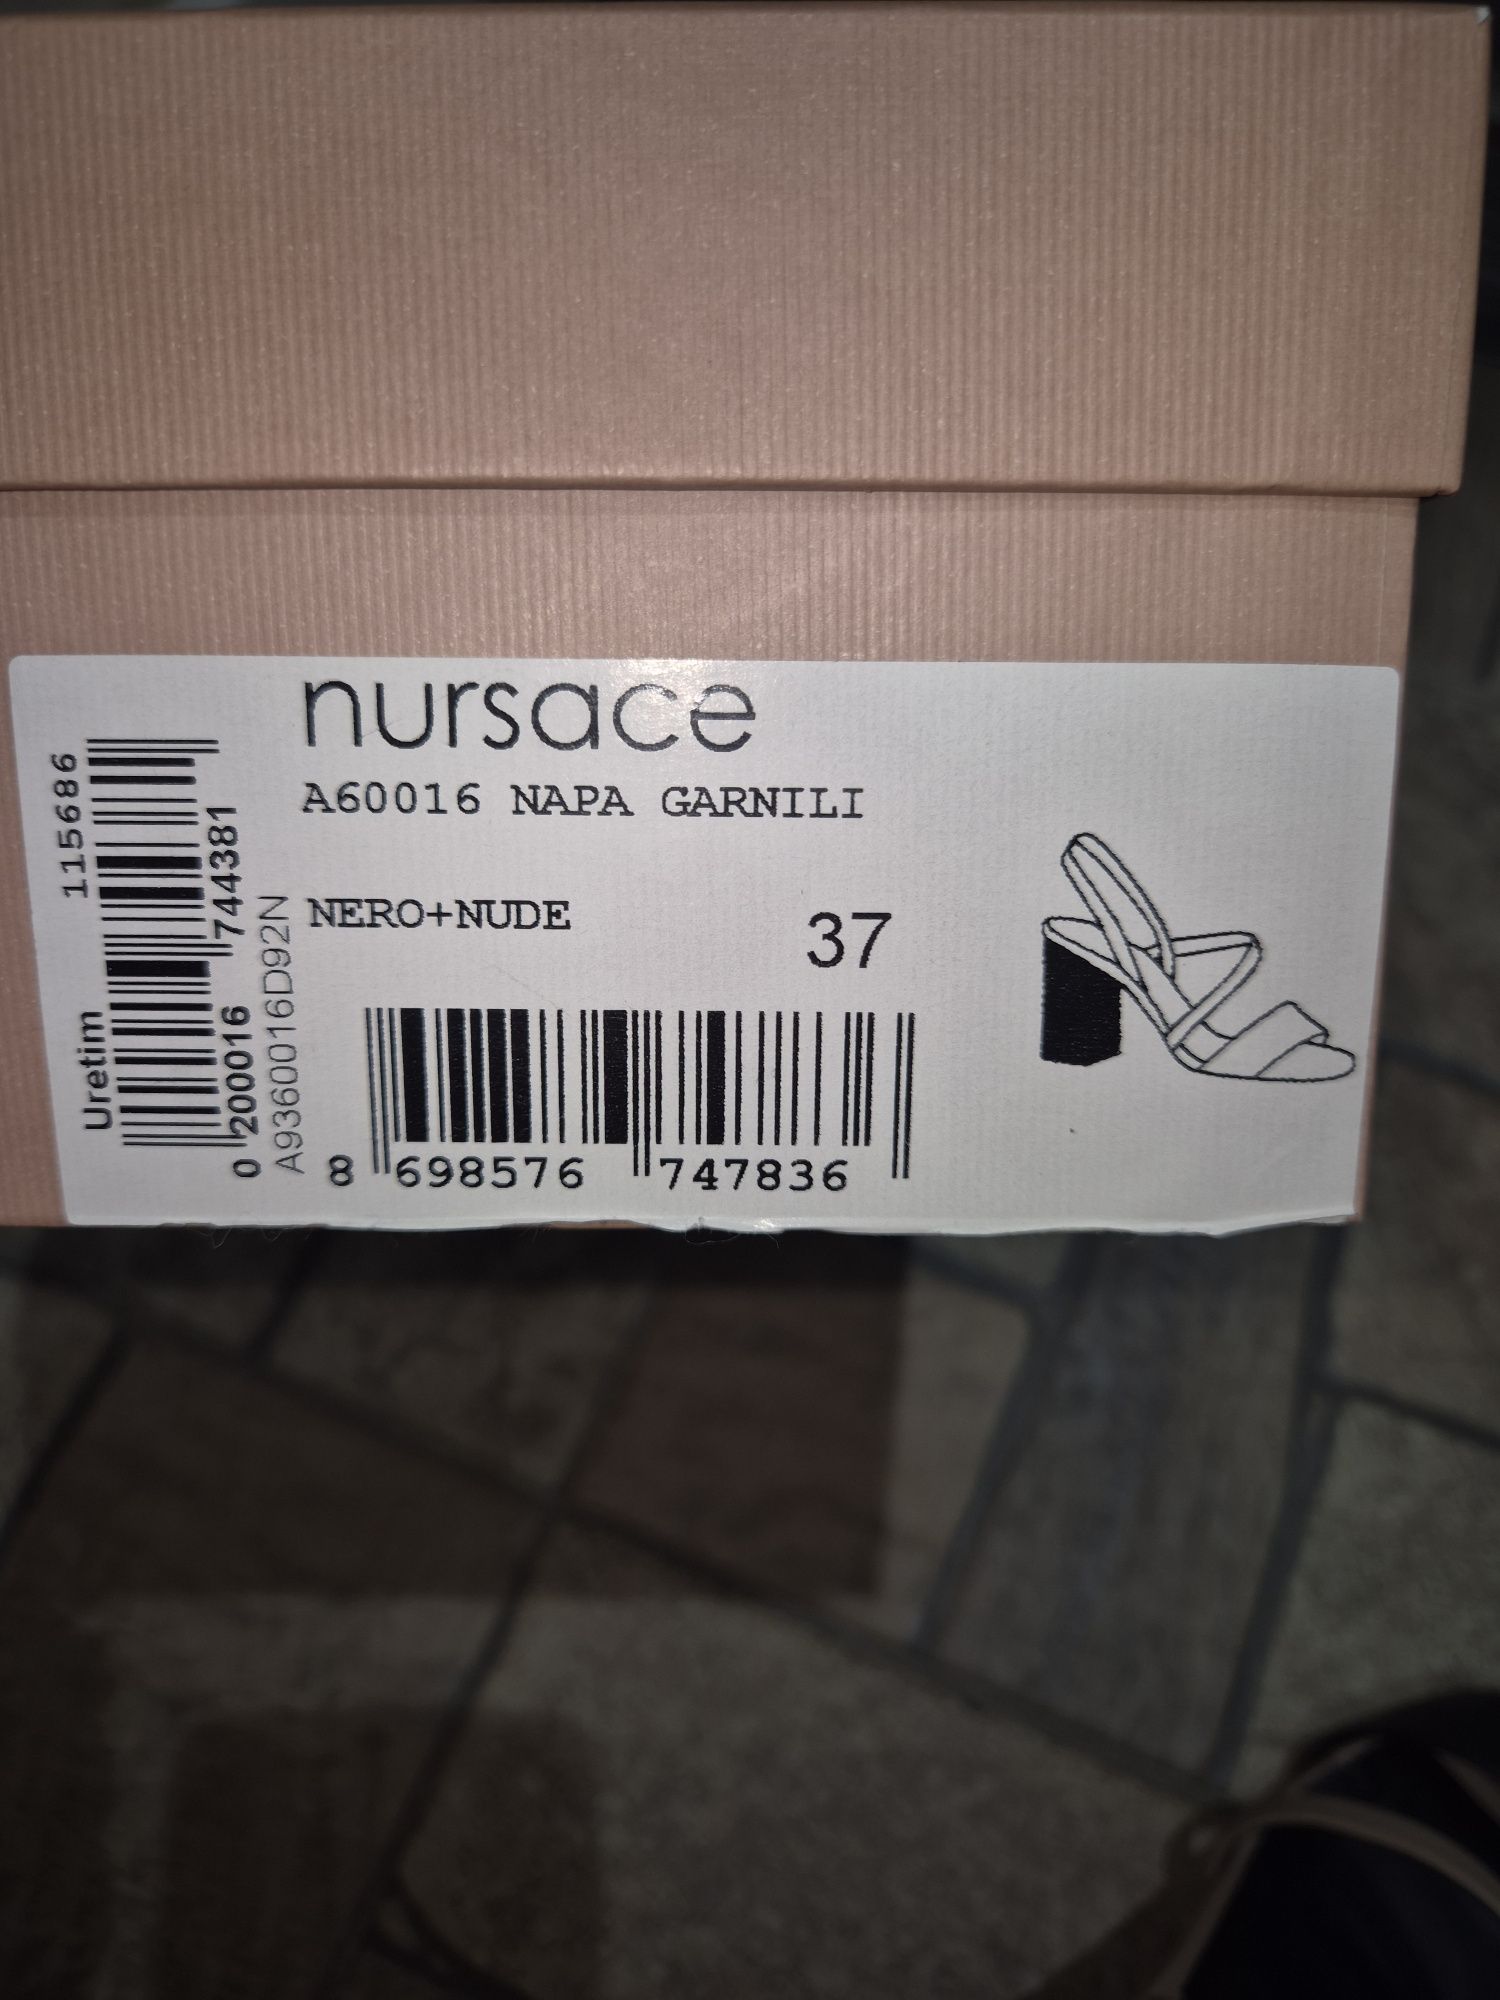 nursace
A60016 NAPA GARNILI
NERO+NUDE
37
8 698576 747836
Uretim 115686
0 200016 744381
A9360016D92N